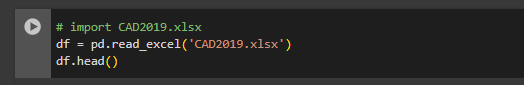 # import CAD2019.xlsx
df = pd.read_excel('CAD2019.xlsx')
df.head()